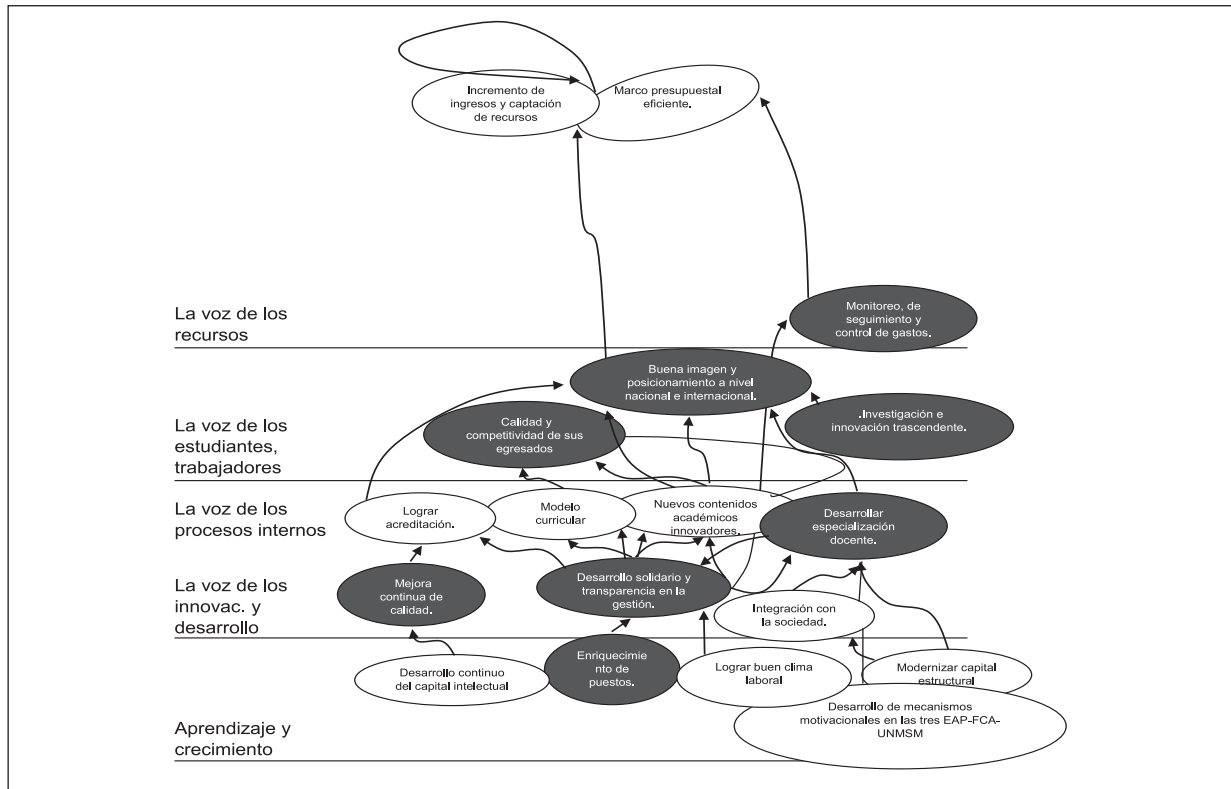 Incremento de
ingresos y captación
de recursos
Marco presupuestal
eficiente.
La voz de los
recursos
Monitoreo, de
seguimiento y
control de gastos.
Buena imagen y
posicionamiento a nivel
nacional e internacional.
La voz de los
estudiantes,
trabajadores
Calidad y
competitividad de sus
egresados
.Investigación e
innovación trascendente.
La voz de los
procesos internos
Lograr
acreditación.
Modelo
curricular
Nuevos contenidos
académicos
innovadores.
Desarrollar
especialización
docente.
La voz de los
innovac. y
desarrollo
Mejora
continua de
calidad.
Desarrollo solidario y
transparencia en la
gestión.
Integración con
la sociedad.
Desarrollo continuo
del capital intelectual
Enriquecimie
nto de
puestos.
Lograr buen clima
laboral
Modernizar capital
estructural
Aprendizaje y
crecimiento
Desarrollo de mecanismos
motivacionales en las tres EAP-FCA-
UNMSM